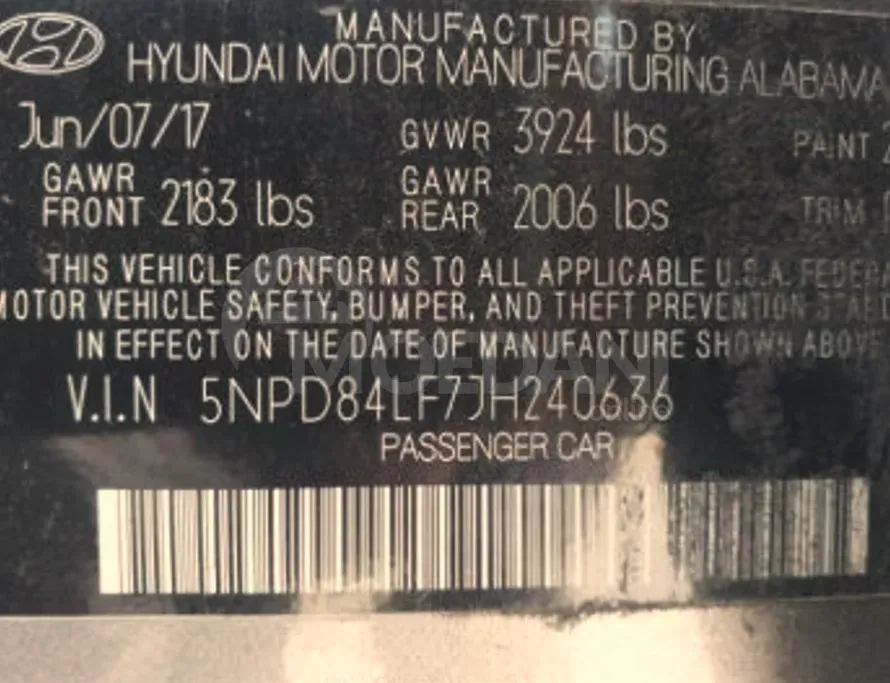 MANUFACTURED BY
HYUNDAI MOTOR MANUFACTURING ALABAMA
Jun/07/17 GVWR 3924 lbs PAINT
GAWR FRONT 2183 lbs GAWR REAR 2006 lbs TRIM
THIS VEHICLE CONFORMS TO ALL APPLICABLE U.S.A. FEDERA
MOTOR VEHICLE SAFETY, BUMPER, AND THEFT PREVENTION
IN EFFECT ON THE DATE OF MANUFACTURE SHOWN ABOVE
V.I.N 5NPD84LF7JH240636
PASSENGER CAR
MOEDANI